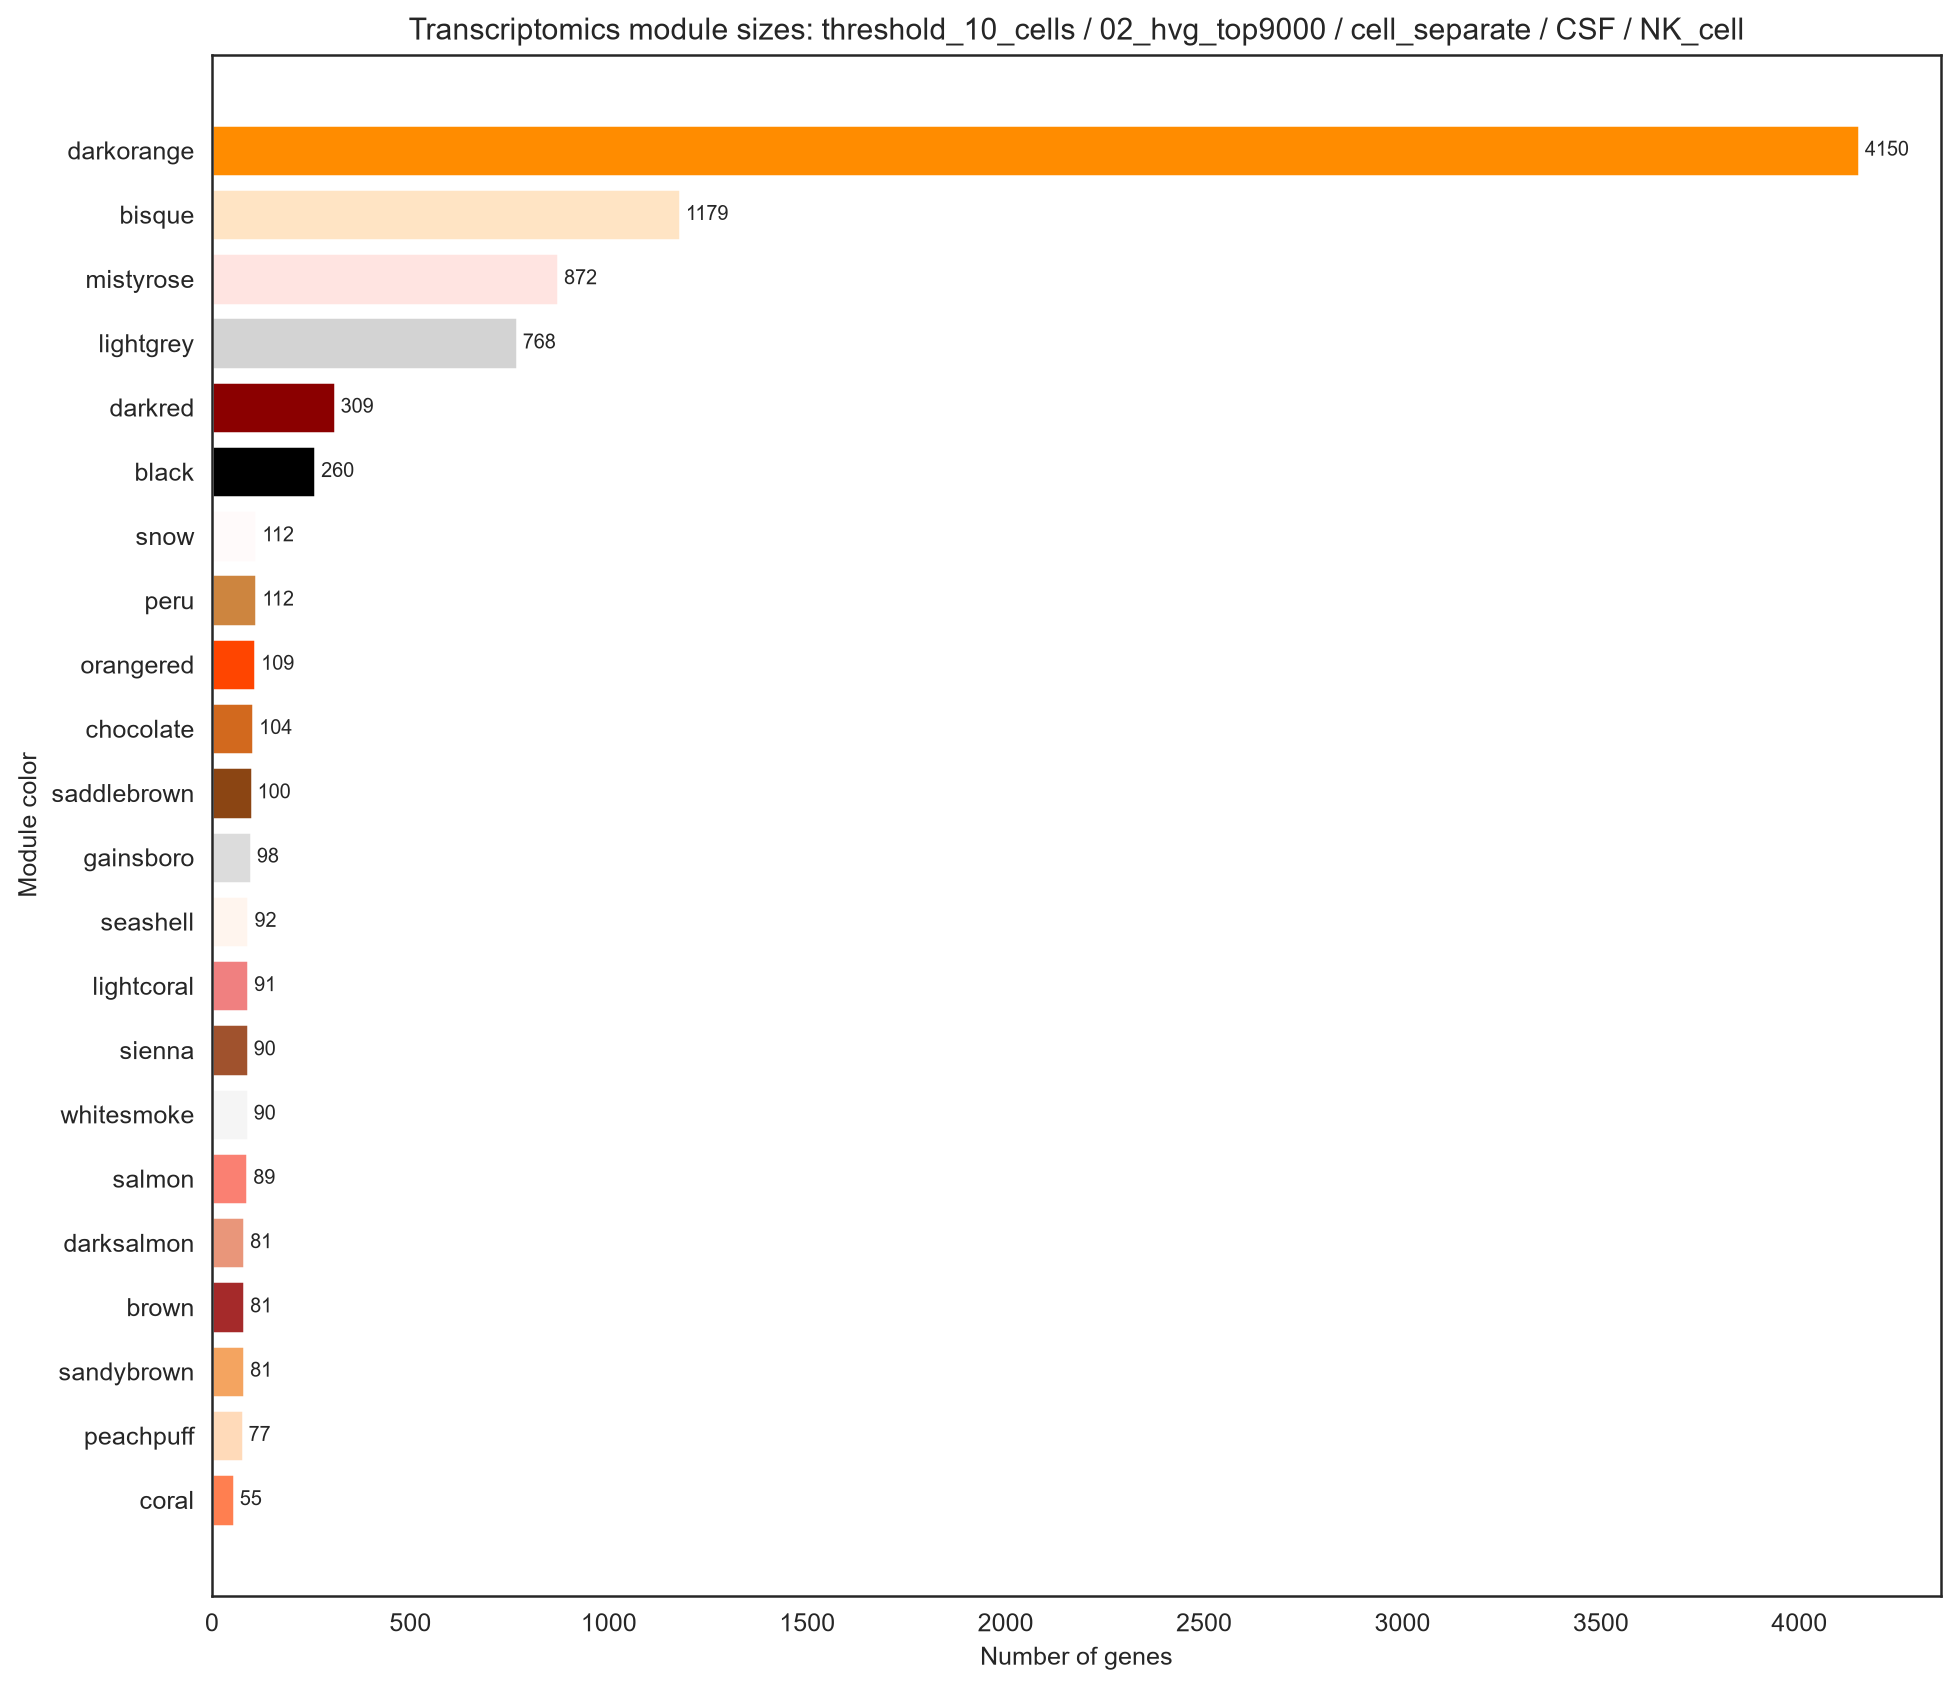 Transcriptomics module sizes: threshold_10_cells / 02_hvg_top9000 / cell_separate / CSF / NK_cell
Module color
darkorange 4150
bisque 1179
mistyrose 872
lightgrey 768
darkred 309
black 260
snow 112
peru 112
orangered 109
chocolate 104
saddlebrown 100
gainsboro 98
seashell 92
lightcoral 91
sienna 90
whitesmoke 90
salmon 89
darksalmon 81
brown 81
sandybrown 81
peachpuff 77
coral 55
0 500 1000 1500 2000 2500 3000 3500 4000
Number of genes